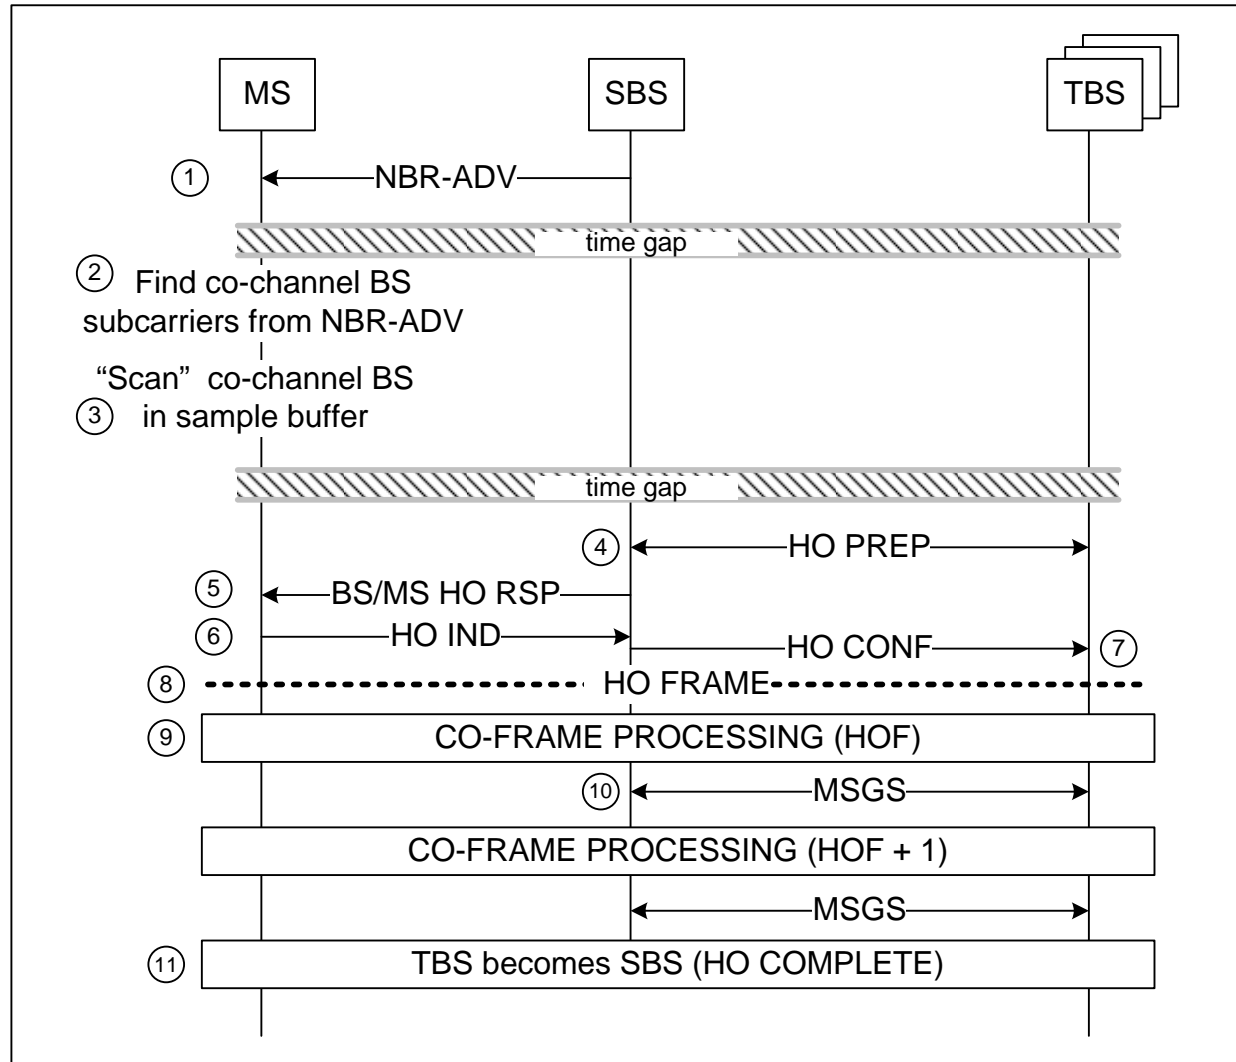 MS
SBS
TBS
1
NBR-ADV
time gap
2
Find co-channel BS
subcarriers from NBR-ADV
“Scan” co-channel BS
3
in sample buffer
time gap
4
HO PREP
5
BS/MS HO RSP
6
HO IND
HO CONF
7
8
HO FRAME
9
CO-FRAME PROCESSING (HOF)
10
MSGS
CO-FRAME PROCESSING (HOF + 1)
MSGS
11
TBS becomes SBS (HO COMPLETE)